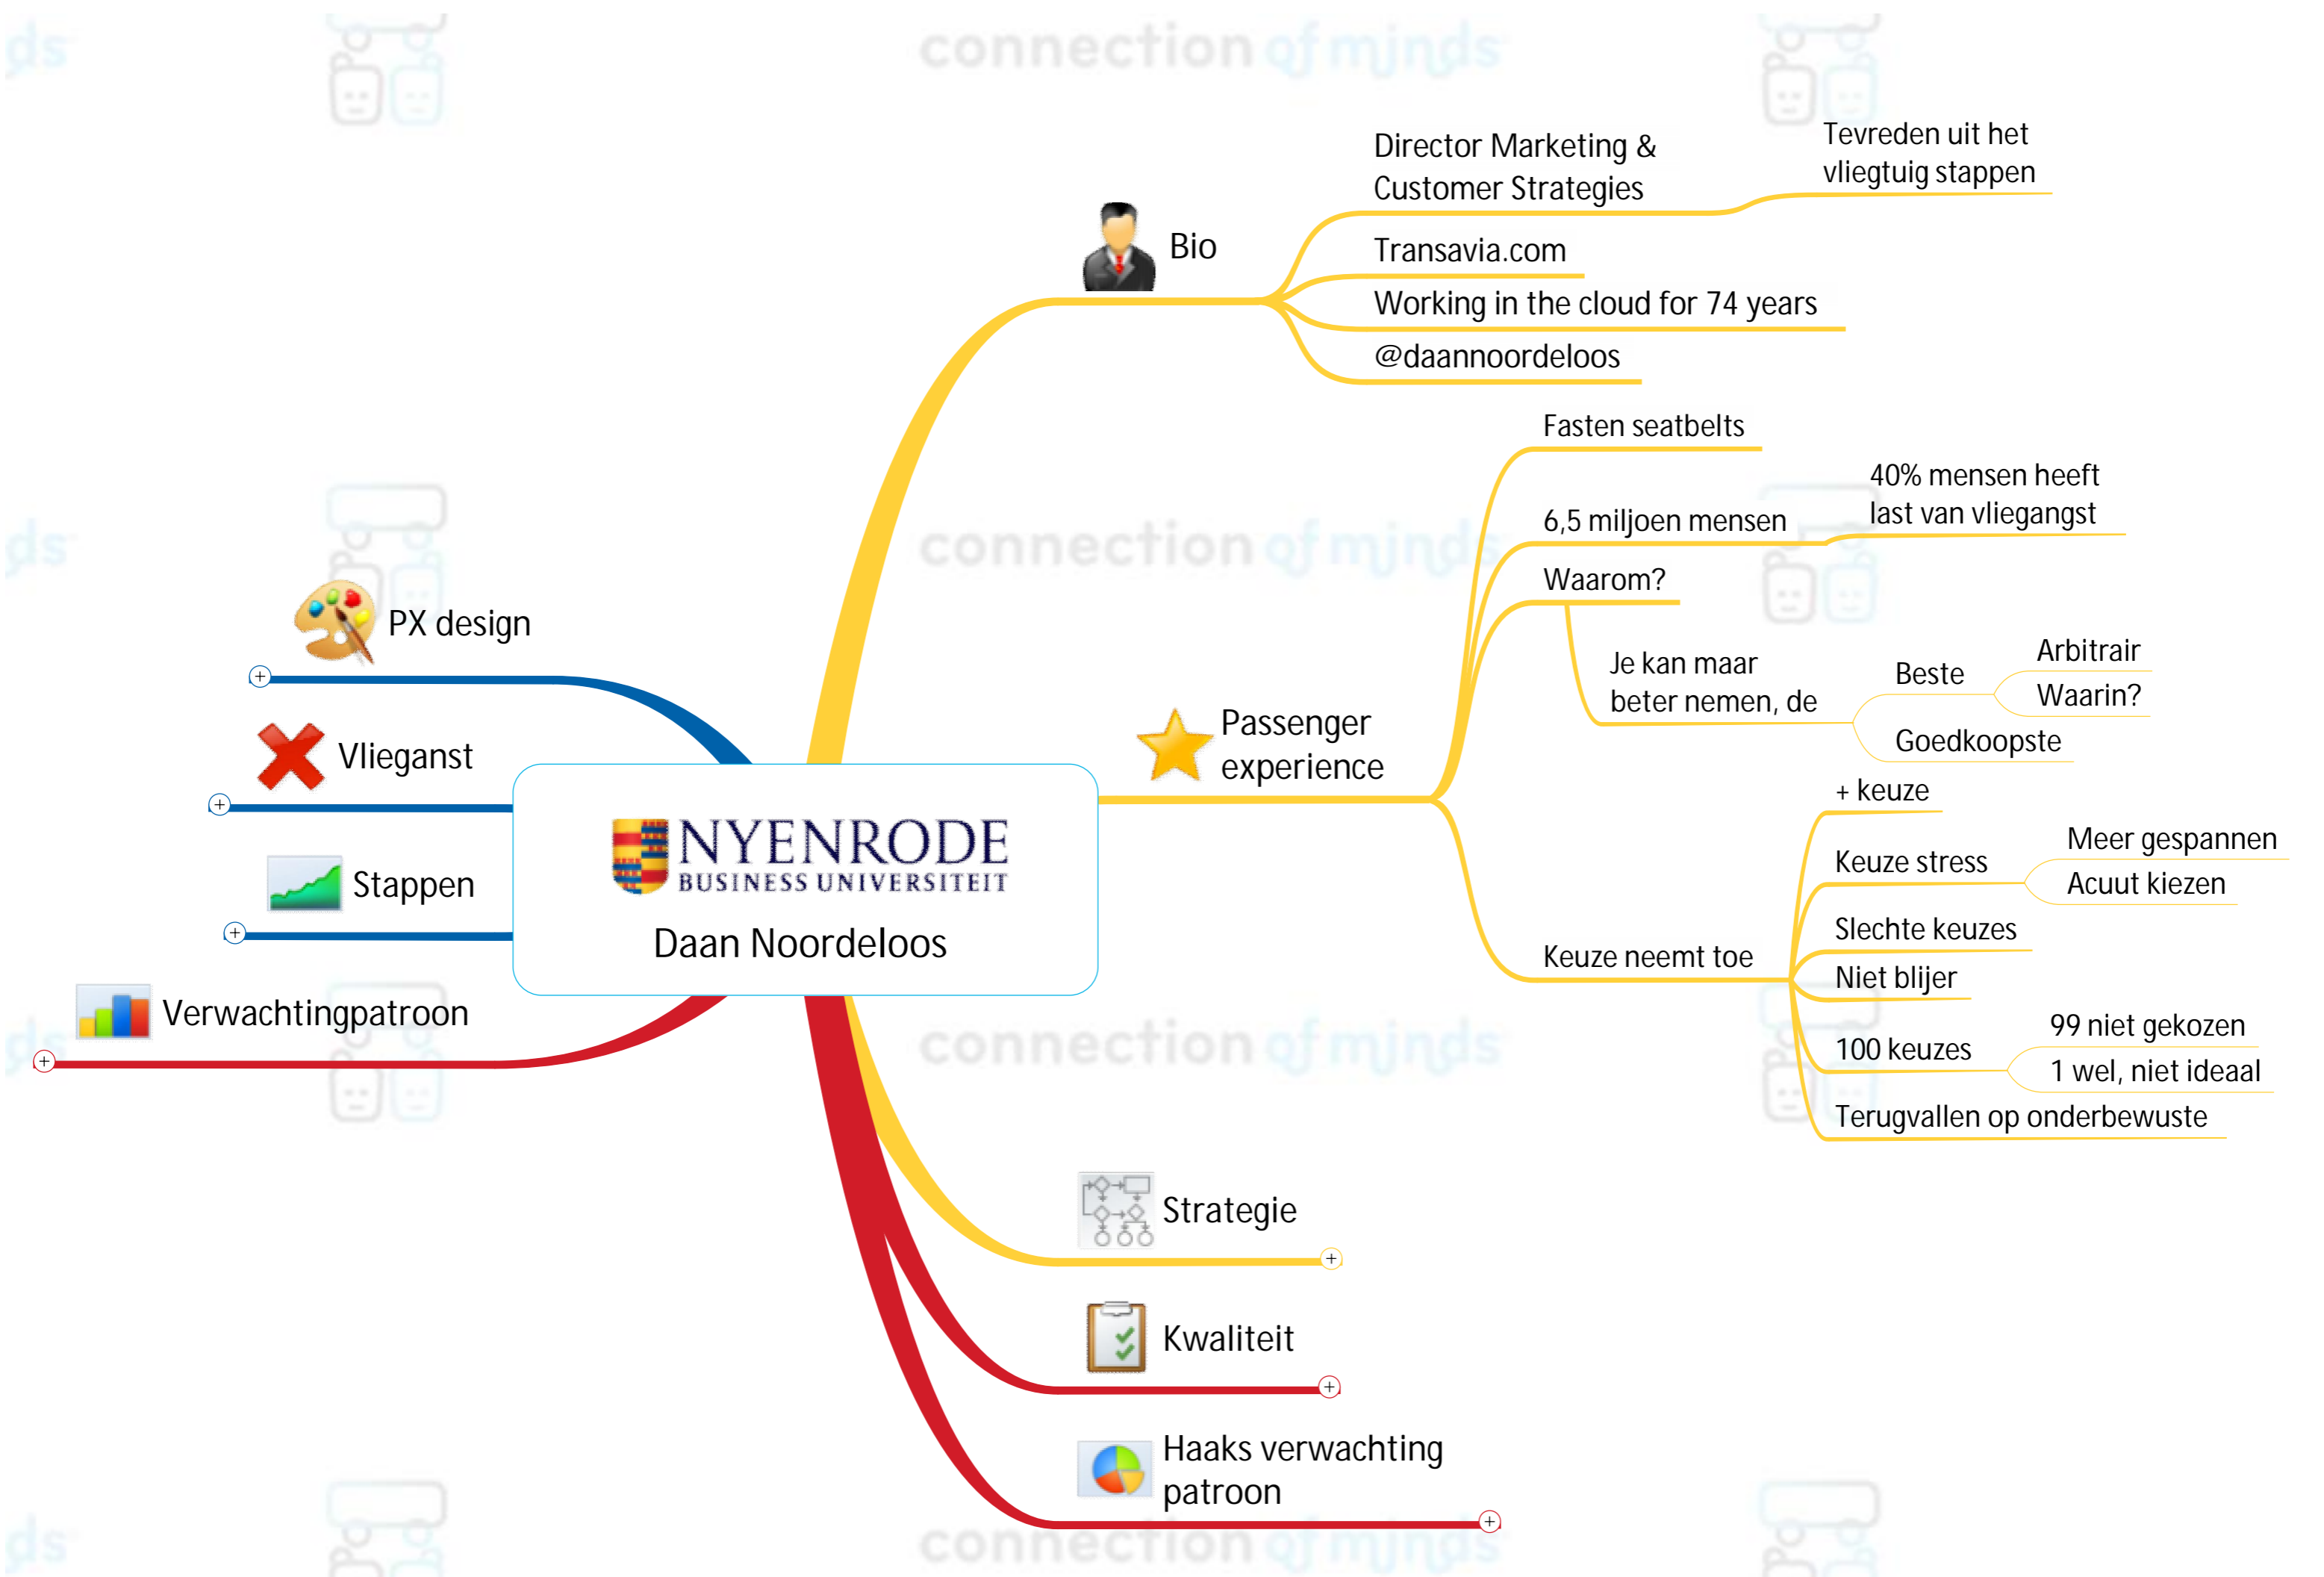 connection of minds
Director Marketing &
Customer Strategies
Tevreden uit het
vliegtuig stappen
Bio
Transavia.com
Working in the cloud for 74 years
@daannoordeloos
Fasten seatbelts
6,5 miljoen mensen
40% mensen heeft
last van vliegangst
ds
connection of minds
Waarom?
Je kan maar
beter nemen, de
Beste
Arbitrair
Waarin?
Goedkoopste
Passenger
experience
Keuze neemt toe
+ keuze
Keuze stress
Meer gespannen
Acuut kiezen
Slechte keuzes
Niet blijer
100 keuzes
99 niet gekozen
1 wel, niet ideaal
Terugvallen op onderbewuste
PX design
Vlieganst
Stappen
Verwachtingpatroon
NYENRODE
BUSINESS UNIVERSITEIT
Daan Noordeloos
ds
connection of minds
Strategie
Kwaliteit
Haaks verwachting
patroon
ds
connection of minds
ds